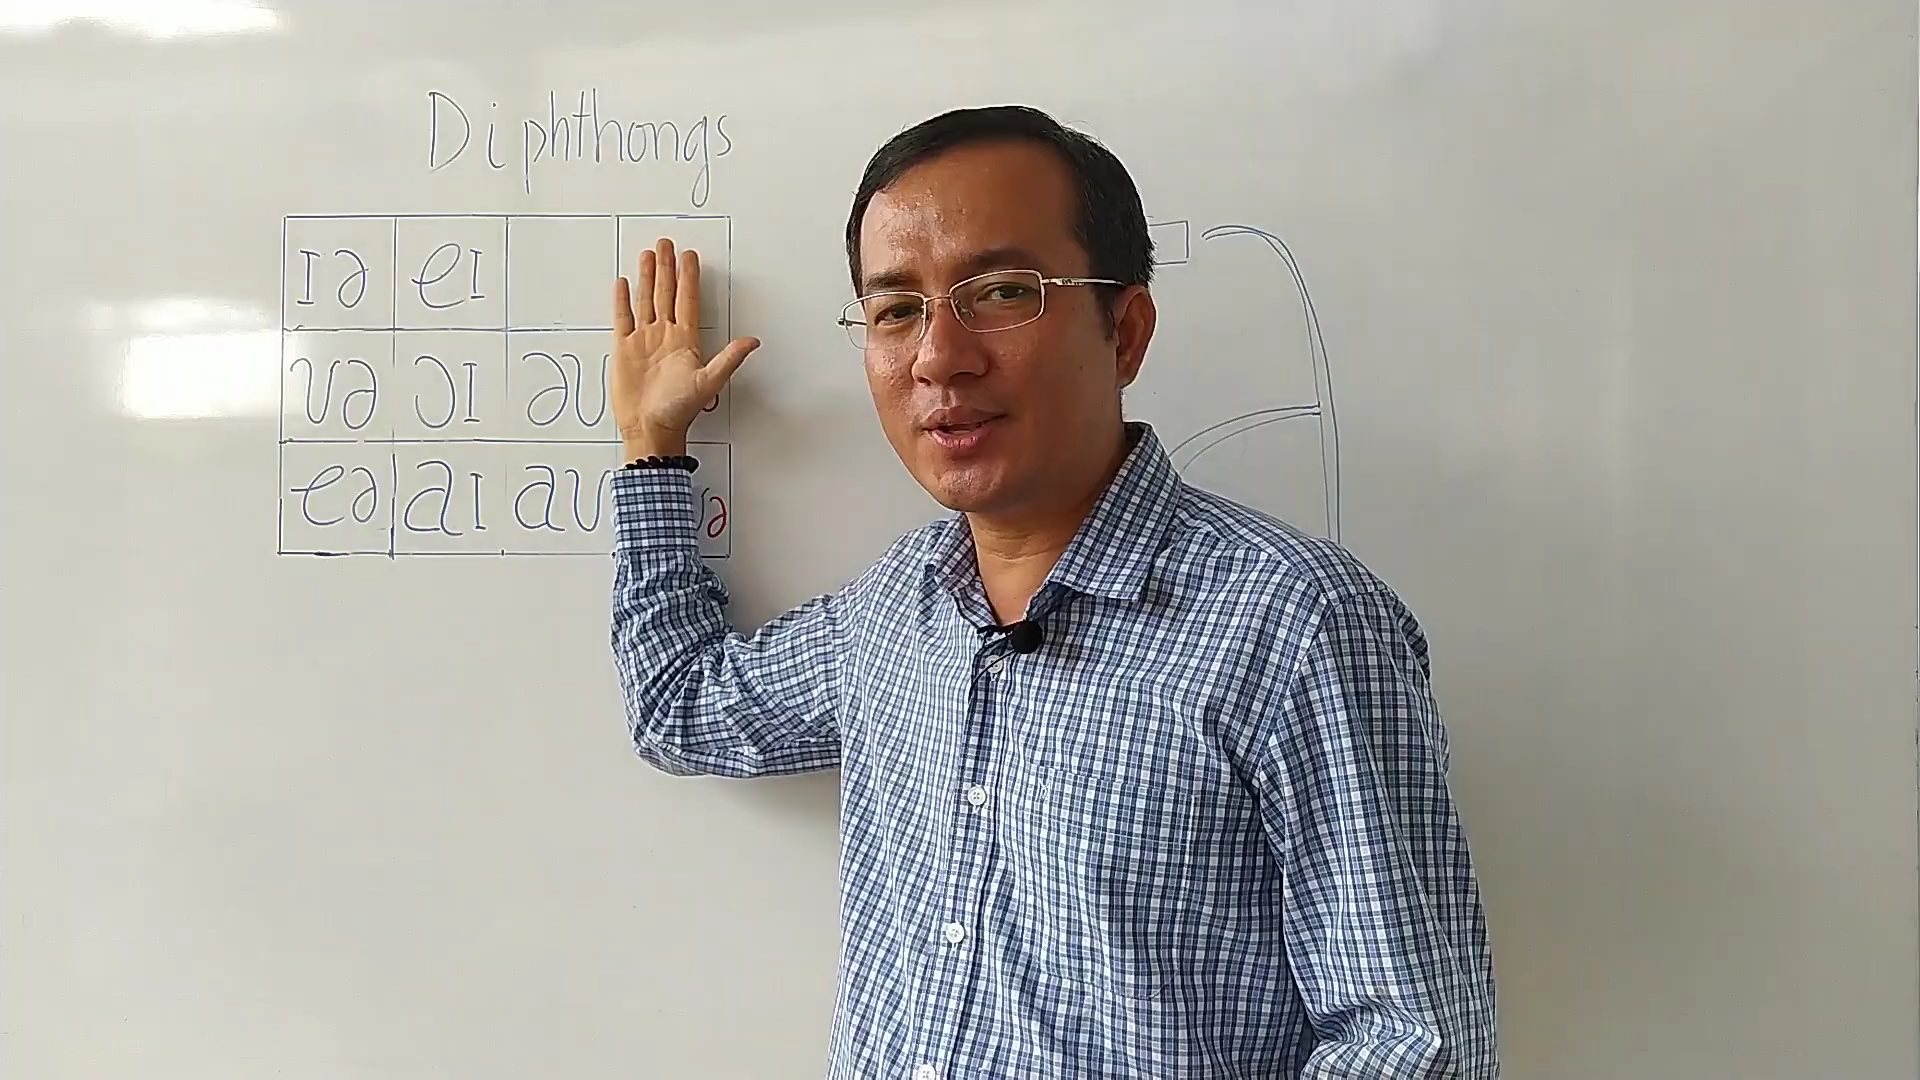 Diphthongs
ɪə eɪ
ʊə ɔɪ əʊ
eə aɪ aʊ